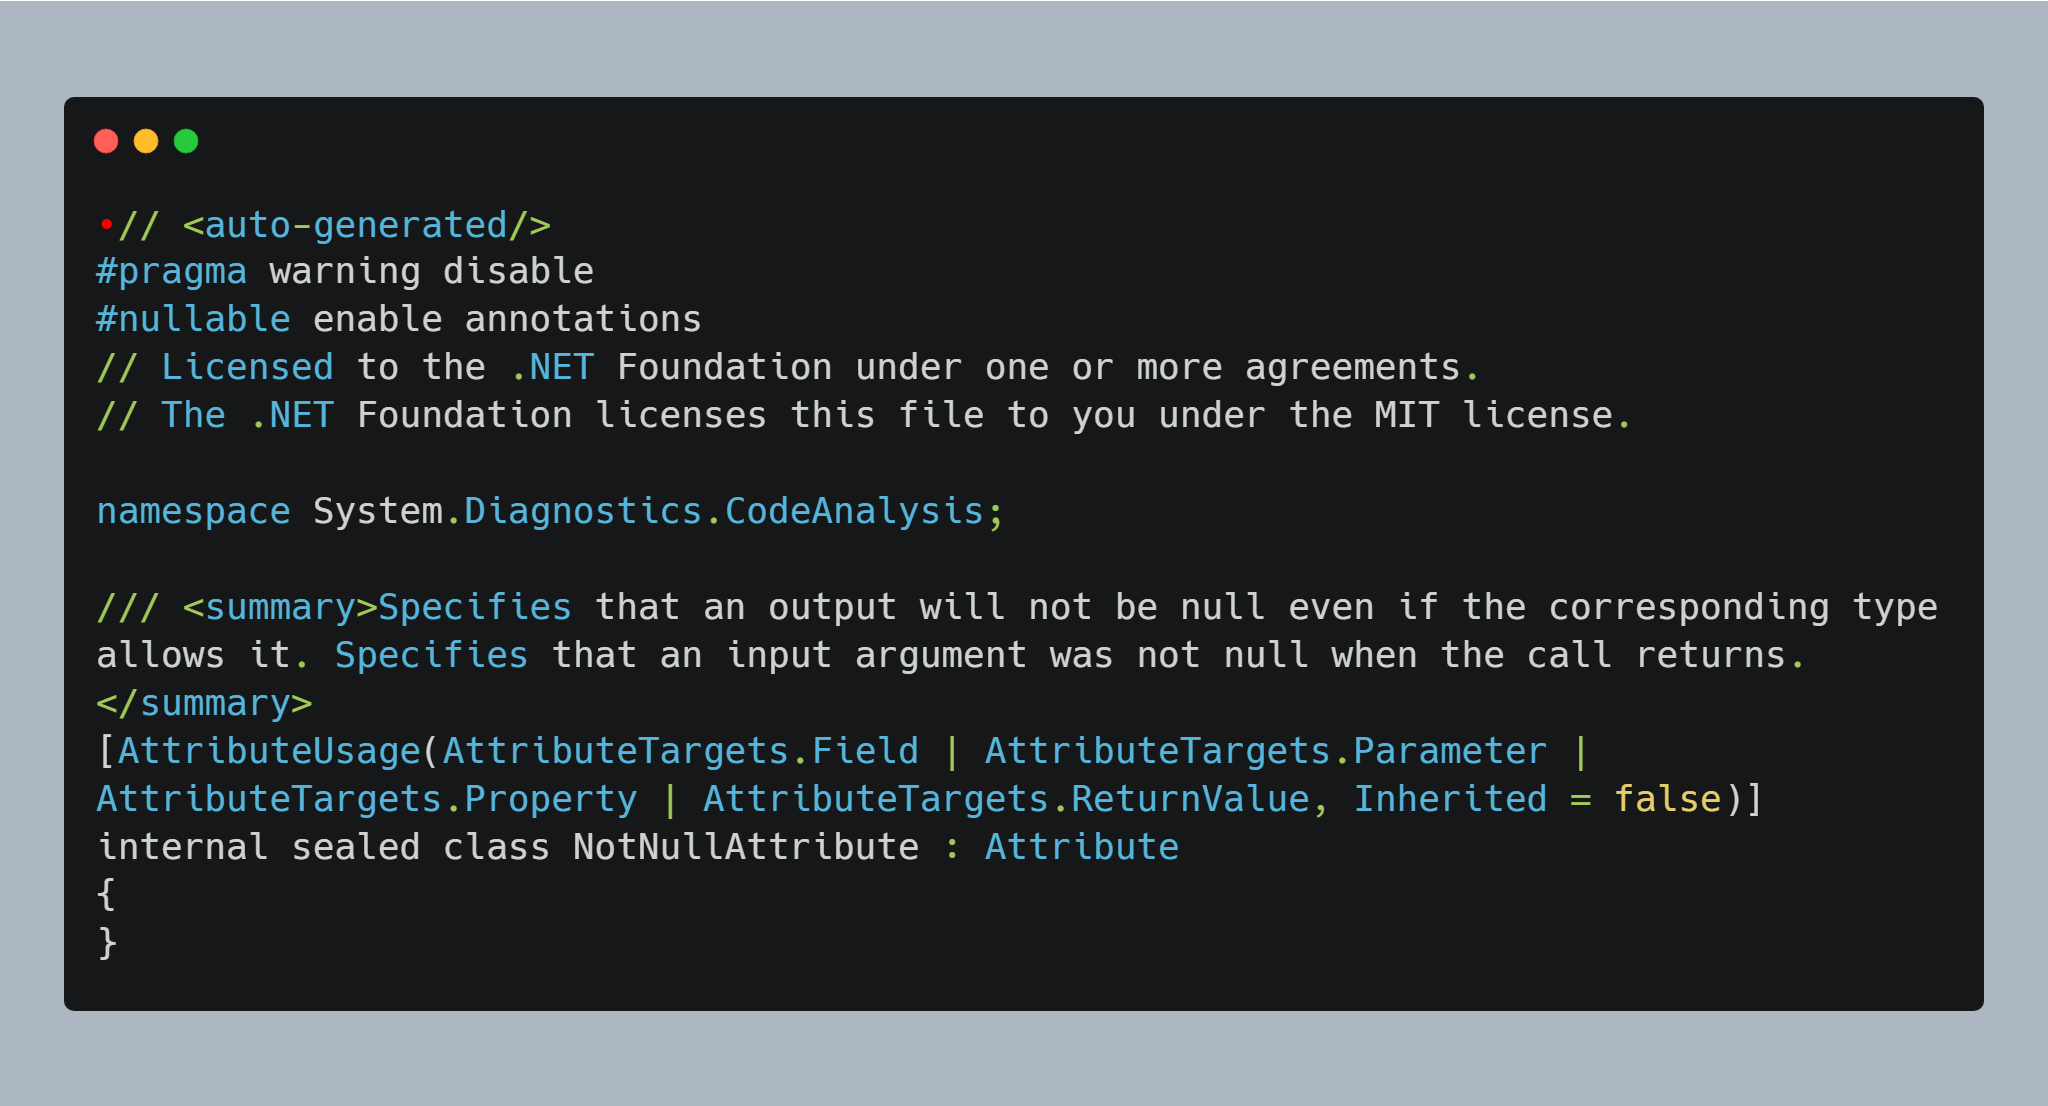 •// <auto-generated/>
#pragma warning disable
#nullable enable annotations
// Licensed to the .NET Foundation under one or more agreements.
// The .NET Foundation licenses this file to you under the MIT license.

namespace System.Diagnostics.CodeAnalysis;

/// <summary>Specifies that an output will not be null even if the corresponding type
allows it. Specifies that an input argument was not null when the call returns.
</summary>
[AttributeUsage(AttributeTargets.Field | AttributeTargets.Parameter |
AttributeTargets.Property | AttributeTargets.ReturnValue, Inherited = false)]
internal sealed class NotNullAttribute : Attribute
{
}